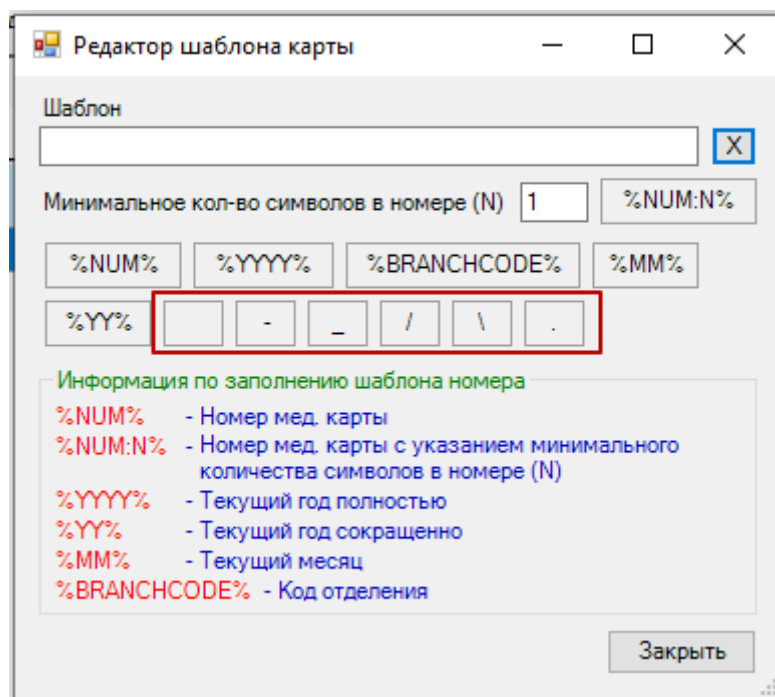 Редактор шаблона карты
Шаблон
X
Минимальное кол-во символов в номере (N) 1 %NUM:N%
%NUM% %YYYY% %BRANCHCODE% %MM%
%YY% - _ / \ .
Информация по заполнению шаблона номера
%NUM% - Номер мед. карты
%NUM:N% - Номер мед. карты с указанием минимального
количества символов в номере (N)
%YYYY% - Текущий год полностью
%YY% - Текущий год сокращенно
%MM% - Текущий месяц
%BRANCHCODE% - Код отделения
Закрыть